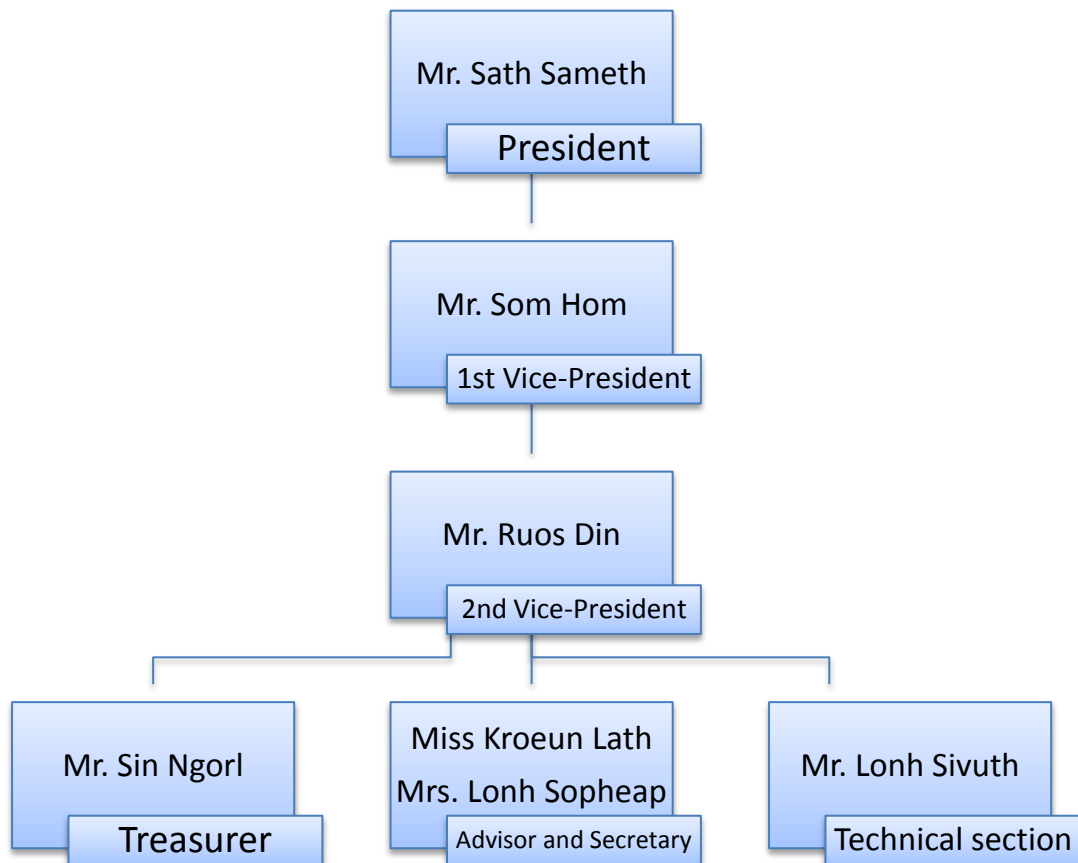 Mr. Sath Sameth
President
Mr. Som Hom
1st Vice-President
Mr. Ruos Din
2nd Vice-President
Mr. Sin Ngorl
Treasurer
Miss Kroeun Lath
Mrs. Lonh Sopheap
Advisor and Secretary
Mr. Lonh Sivuth
Technical section